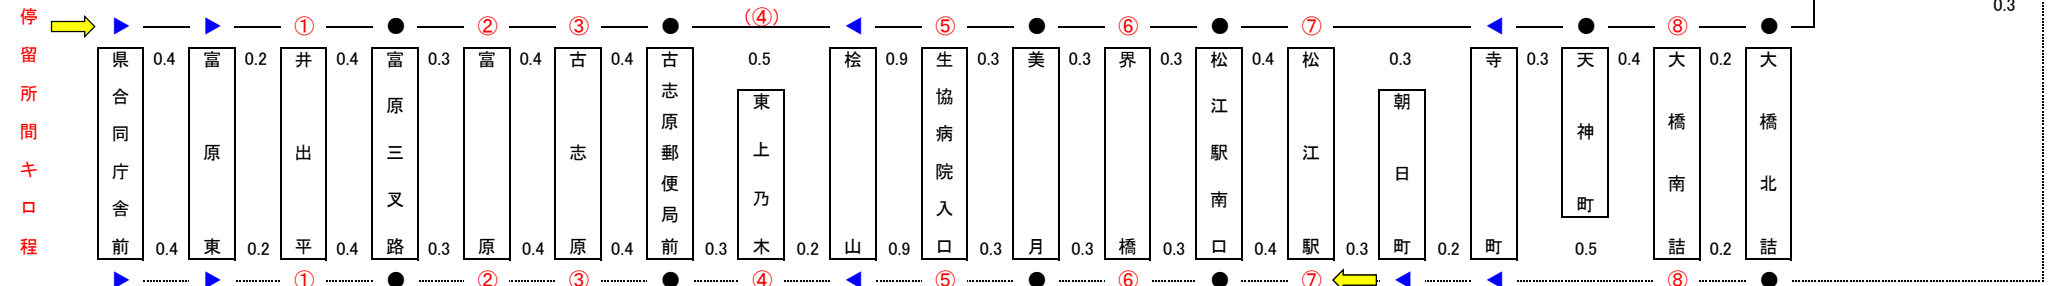 停留所間キロ程
① ② ③ (④) ⑤ ⑥ ⑦ ⑧
0.3
県合同庁舎前
富原東
井出平
富原三叉路
富原
古志原
古志原郵便局前
東上乃木
桧山
生協病院入口
美月
界橋
松江駅南口
松江駅
朝日町
寺町
天神町
大橋南詰
大橋北詰
0.4 0.2 0.4 0.3 0.4 0.4 0.5 0.9 0.3 0.3 0.3 0.4 0.3 0.3 0.4 0.2
0.4 0.2 0.4 0.3 0.4 0.4 0.3 0.2 0.9 0.3 0.3 0.3 0.4 0.3 0.2 0.5 0.2
① ② ③ ④ ⑤ ⑥ ⑦ ⑧